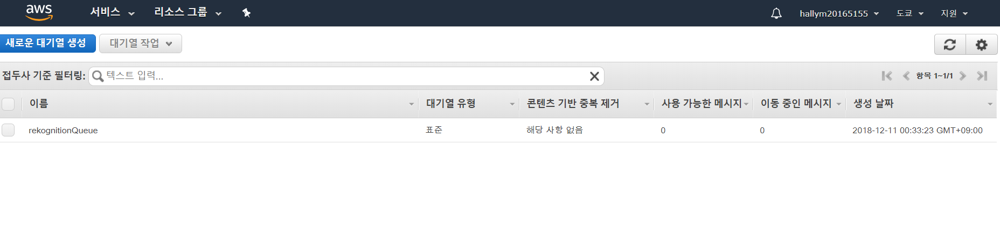 aws 서비스 리소스 그룹 hallym20165155 도쿄 지원
새로운 대기열 생성 대기열 작업
접두사 기준 필터링: 텍스트 입력... 항목 1~1/1
이름 대기열 유형 콘텐츠 기반 중복 제거 사용 가능한 메시지 이동 중인 메시지 생성 날짜
rekognitionQueue 표준 해당 사항 없음 0 0 2018-12-11 00:33:23 GMT+09:00